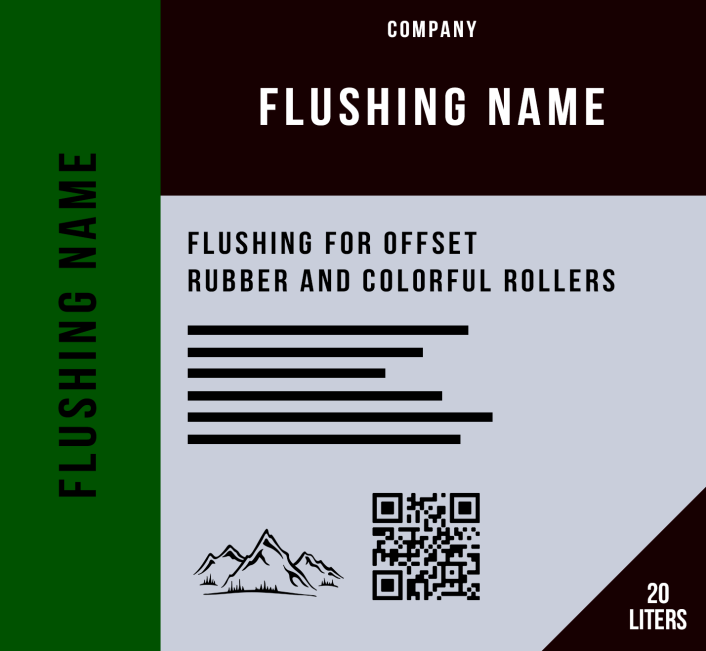 COMPANY
FLUSHING NAME
FLUSHING NAME
FLUSHING FOR OFFSET
RUBBER AND COLORFUL ROLLERS
20
LITERS